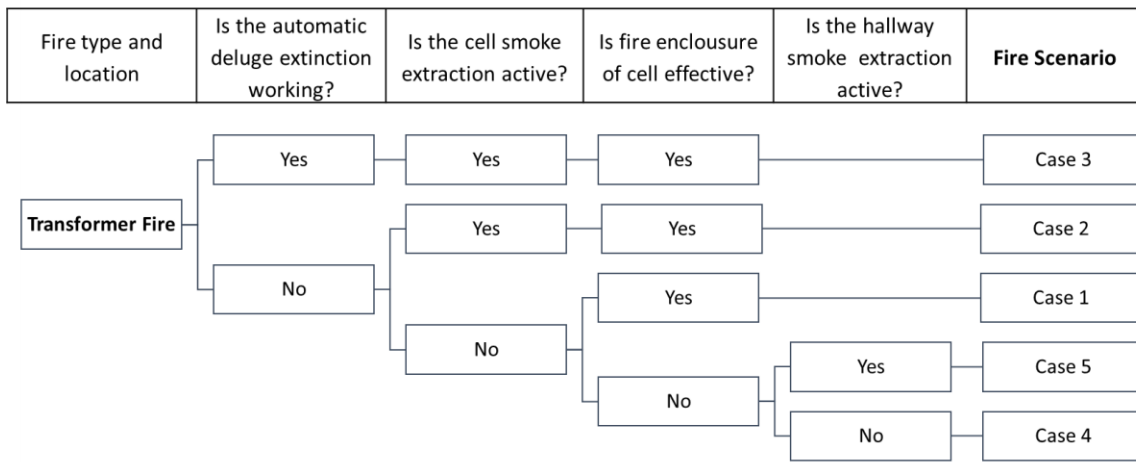 Fire type and
location
Is the automatic
deluge extinction
working?
Is the cell smoke
extraction active?
Is fire enclousure
of cell effective?
Is the hallway
smoke extraction
active?
Fire Scenario
Yes
Yes
Yes
Case 3
Transformer Fire
Yes
Yes
Case 2
No
Yes
Case 1
No
Yes
Case 5
No
No
Case 4